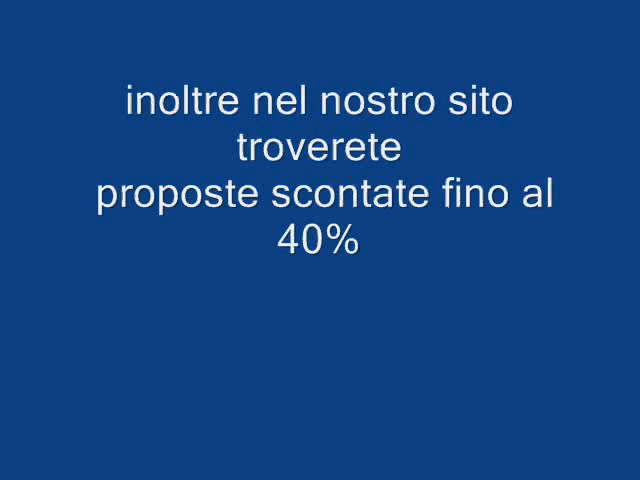 inoltre nel nostro sito
troverete
proposte scontate fino al
40%